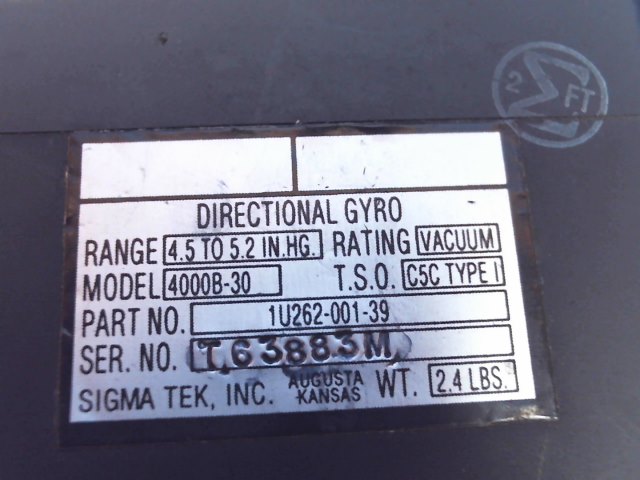 2 Σ FT
DIRECTIONAL GYRO
RANGE 4.5 TO 5.2 IN.HG. RATING VACUUM
MODEL 4000B-30 T.S.O. C5C TYPE I
PART NO. 1U262-001-39
SER. NO. T63883M
SIGMA TEK, INC. AUGUSTA KANSAS WT. 2.4 LBS.